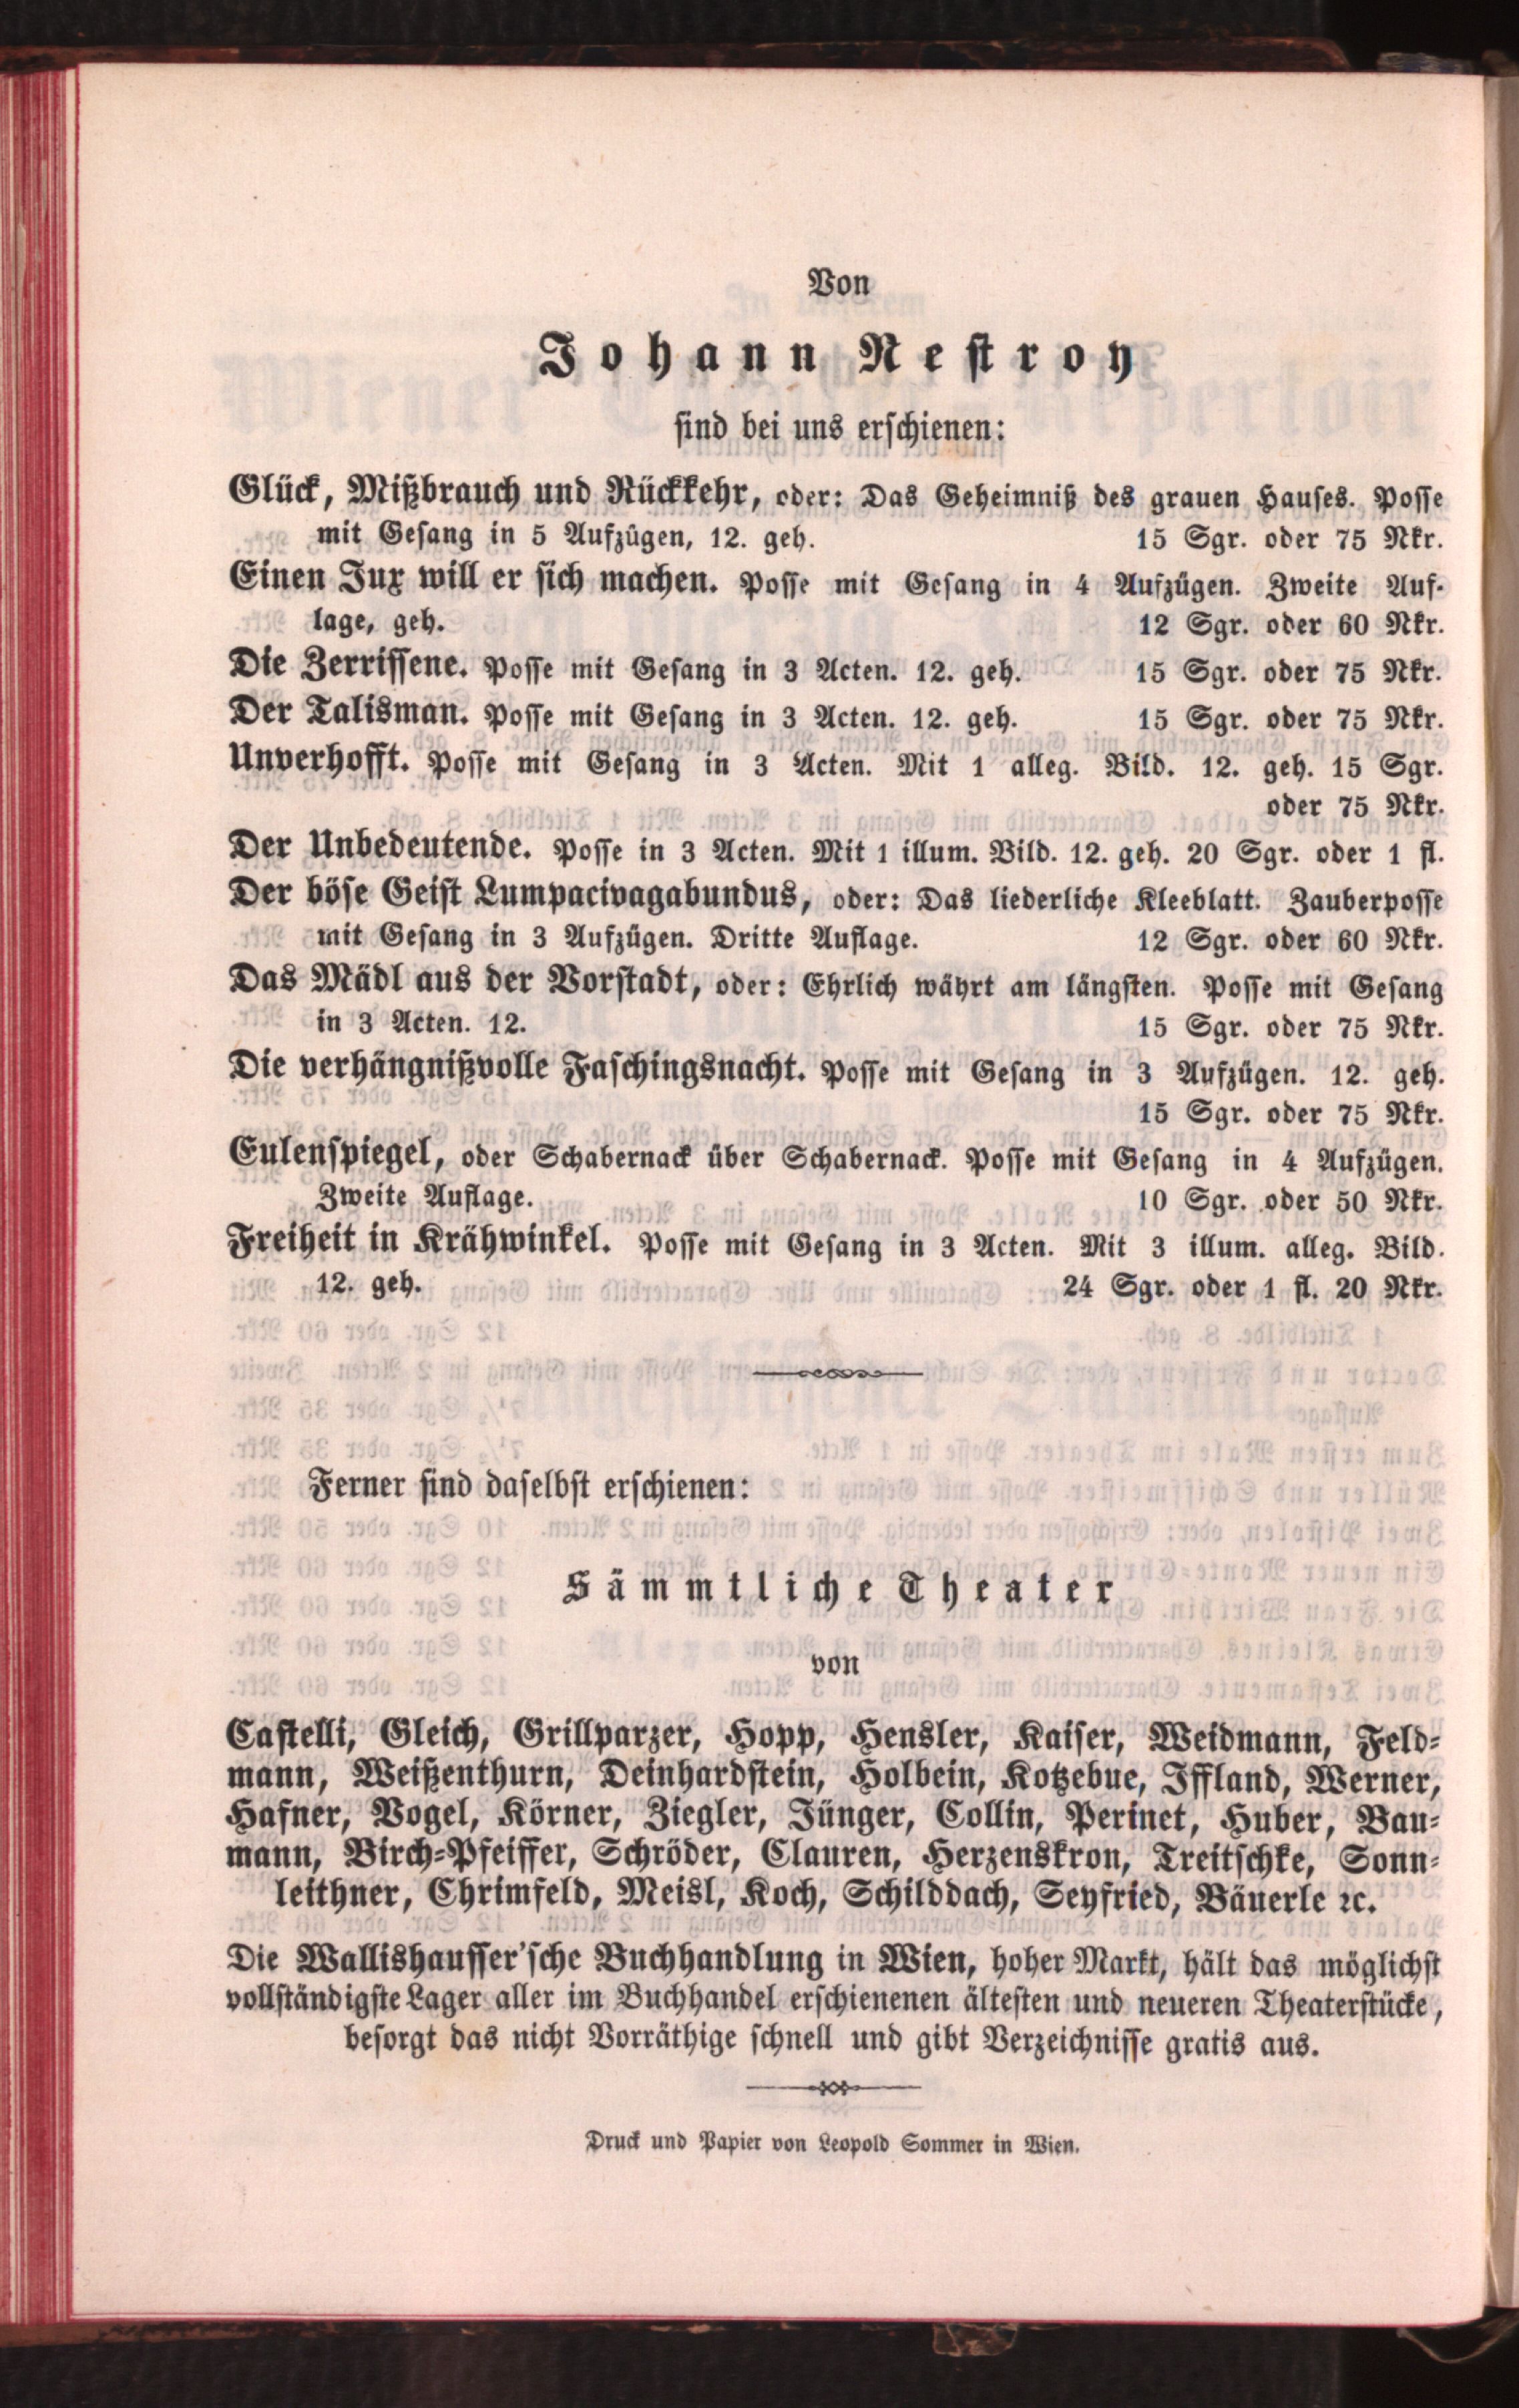 Von
Johann Nestroy
sind bei uns erschienen:
Glück, Mißbrauch und Rückkehr, oder: Das Geheimniß des grauen Hauses. Posse
mit Gesang in 5 Aufzügen, 12. geh. 15 Sgr. oder 75 Nkr.
Einen Jux will er sich machen. Posse mit Gesang in 4 Aufzügen. Zweite Auf-
lage, geh. 12 Sgr. oder 60 Nkr.
Die Zerrissene. Posse mit Gesang in 3 Acten. 12. geh. 15 Sgr. oder 75 Nkr.
Der Talisman. Posse mit Gesang in 3 Acten. 12. geh. 15 Sgr. oder 75 Nkr.
Unverhofft. Posse mit Gesang in 3 Acten. Mit 1 alleg. Bild. 12. geh. 15 Sgr.
oder 75 Nkr.
Der Unbedeutende. Posse in 3 Acten. Mit 1 illum. Bild. 12. geh. 20 Sgr. oder 1 fl.
Der böse Geist Lumpacivagabundus, oder: Das liederliche Kleeblatt. Zauberposse
mit Gesang in 3 Aufzügen. Dritte Auflage. 12 Sgr. oder 60 Nkr.
Das Mädl aus der Vorstadt, oder: Ehrlich währt am längsten. Posse mit Gesang
in 3 Acten. 12. 15 Sgr. oder 75 Nkr.
Die verhängnißvolle Faschingsnacht. Posse mit Gesang in 3 Aufzügen. 12. geh.
15 Sgr. oder 75 Nkr.
Eulenspiegel, oder Schabernack über Schabernack. Posse mit Gesang in 4 Aufzügen.
Zweite Auflage. 10 Sgr. oder 50 Nkr.
Freiheit in Krähwinkel. Posse mit Gesang in 3 Acten. Mit 3 illum. alleg. Bild.
12. geh. 24 Sgr. oder 1 fl. 20 Nkr.
Ferner sind daselbst erschienen:
Sämmtliche Theater
von
Castelli, Gleich, Grillparzer, Hopp, Hensler, Kaiser, Weidmann, Feld-
mann, Weißenthurn, Deinhardstein, Holbein, Kotzebue, Iffland, Werner,
Hafner, Vogel, Körner, Ziegler, Jünger, Collin, Perinet, Huber, Bau-
mann, Birch-Pfeiffer, Schröder, Clauren, Herzenskron, Treitschke, Sonn-
leithner, Chrimfeld, Meisl, Koch, Schilddach, Seyfried, Bäuerle ꝛc.
Die Wallishausser'sche Buchhandlung in Wien, hoher Markt, hält das möglichst
vollständigste Lager aller im Buchhandel erschienenen ältesten und neueren Theaterstücke,
besorgt das nicht Vorräthige schnell und gibt Verzeichnisse gratis aus.
Druck und Papier von Leopold Sommer in Wien.